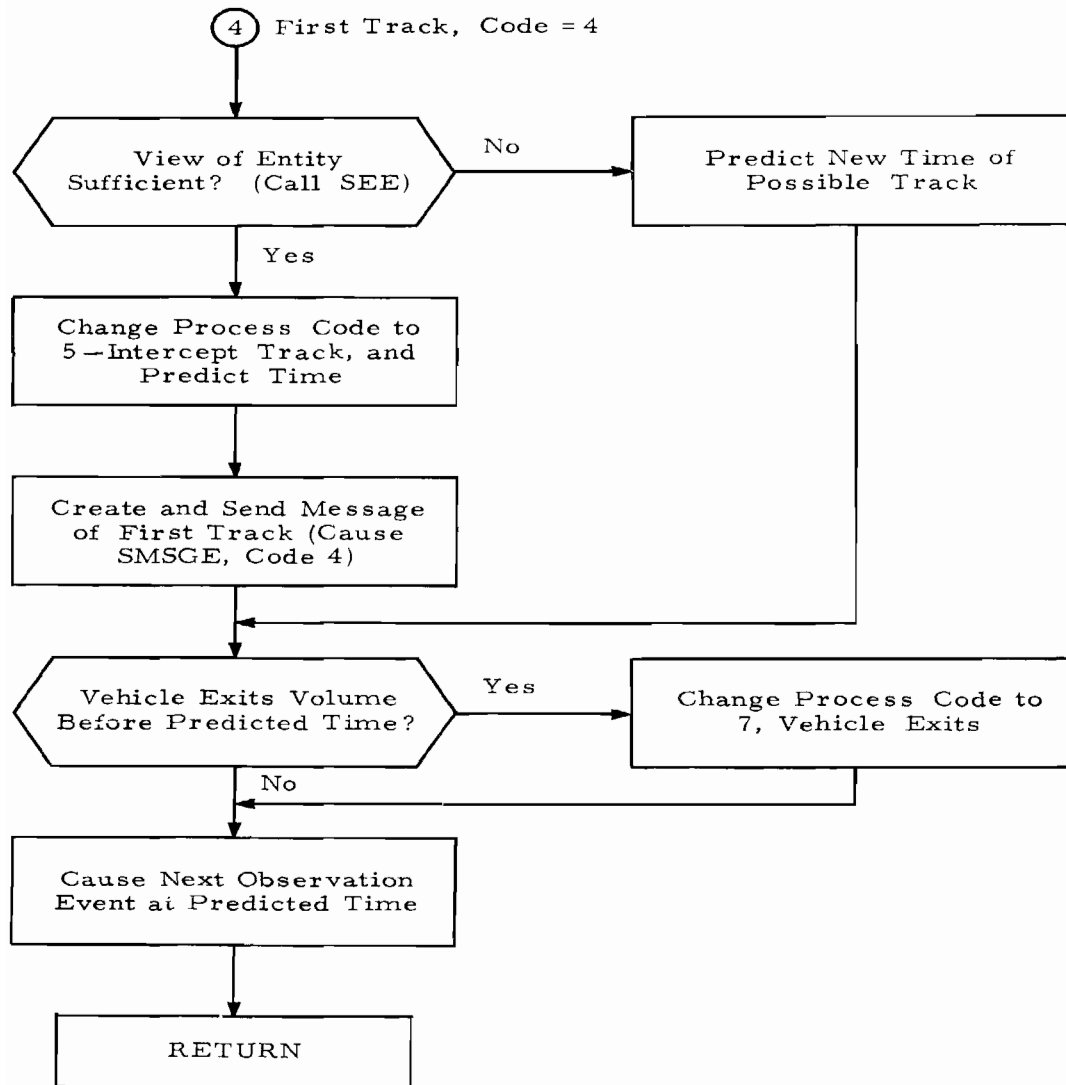 4 First Track, Code = 4
View of Entity
Sufficient? (Call SEE)
No
Predict New Time of
Possible Track
Yes
Change Process Code to
5—Intercept Track, and
Predict Time
Create and Send Message
of First Track (Cause
SMSGE, Code 4)
Vehicle Exits Volume
Before Predicted Time?
Yes
Change Process Code to
7, Vehicle Exits
No
Cause Next Observation
Event at Predicted Time
RETURN